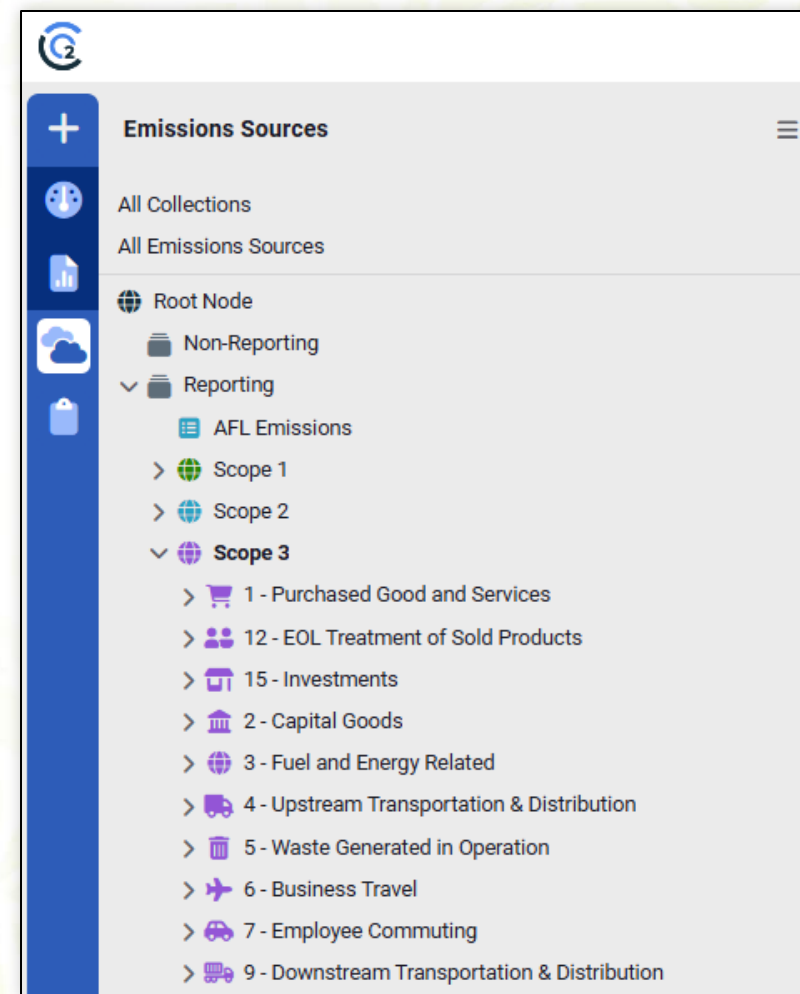 2
Emissions Sources
All Collections
All Emissions Sources
Root Node
Non-Reporting
Reporting
AFL Emissions
Scope 1
Scope 2
Scope 3
1 - Purchased Good and Services
12 - EOL Treatment of Sold Products
15 - Investments
2 - Capital Goods
3 - Fuel and Energy Related
4 - Upstream Transportation & Distribution
5 - Waste Generated in Operation
6 - Business Travel
7 - Employee Commuting
9 - Downstream Transportation & Distribution